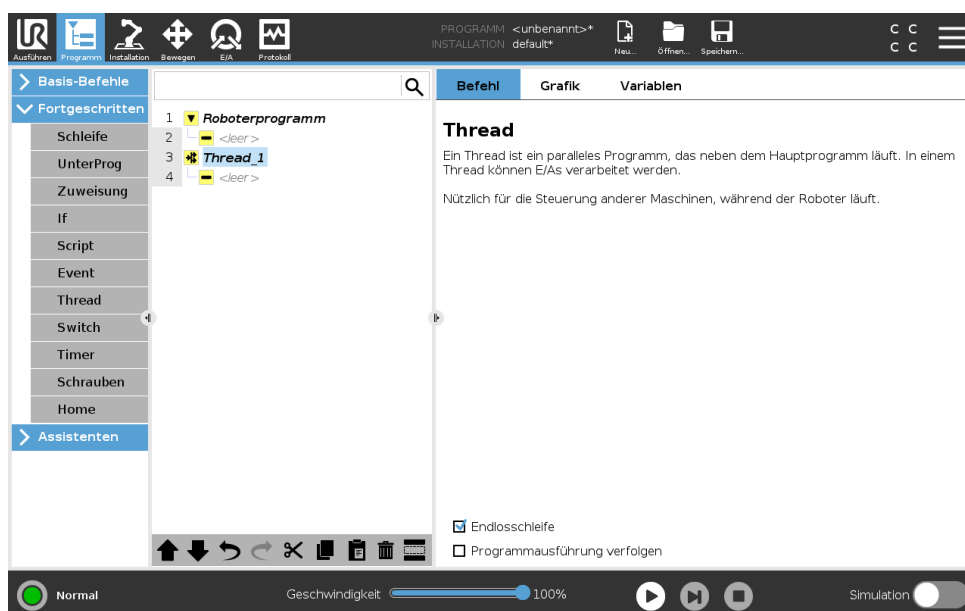 UR
PROGRAMM <unbenannt>*
INSTALLATION default*
Ausführen Programm Installation Bewegen E/A Protokoll Neu... Öffnen... Speichern...
C C
C C
Basis-Befehle
Fortgeschritten
Schleife
UnterProg
Zuweisung
If
Script
Event
Thread
Switch
Timer
Schrauben
Home
Assistenten
1 Roboterprogramm
2 <leer>
3 Thread_1
4 <leer>
Befehl Grafik Variablen
Thread
Ein Thread ist ein paralleles Programm, das neben dem Hauptprogramm läuft. In einem
Thread können E/As verarbeitet werden.
Nützlich für die Steuerung anderer Maschinen, während der Roboter läuft.
Endlosschleife
Programmausführung verfolgen
Normal Geschwindigkeit 100% Simulation